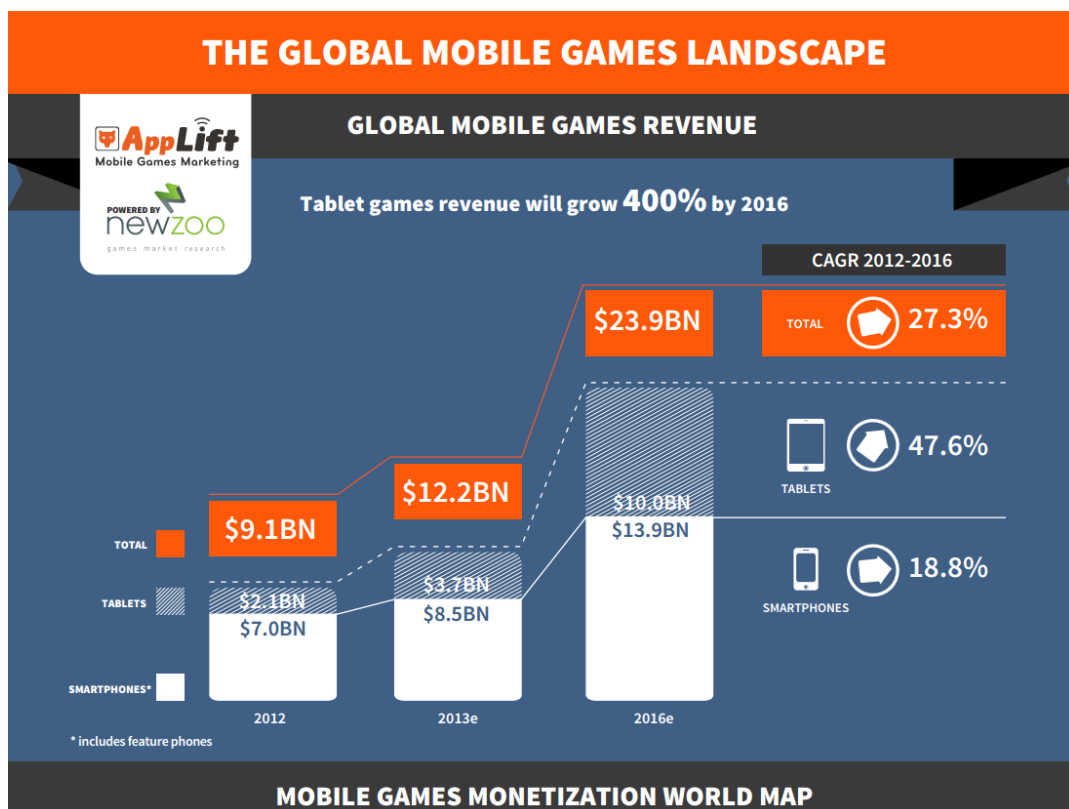 THE GLOBAL MOBILE GAMES LANDSCAPE
AppLift
Mobile Games Marketing
POWERED BY
newzoo
games market research
GLOBAL MOBILE GAMES REVENUE
Tablet games revenue will grow 400% by 2016
CAGR 2012-2016
TOTAL 27.3%
47.6%
TABLETS
18.8%
SMARTPHONES
$23.9BN
$10.0BN
$13.9BN
$12.2BN
$3.7BN
$8.5BN
$9.1BN
$2.1BN
$7.0BN
TOTAL
TABLETS
SMARTPHONES*
2012
2013e
2016e
* includes feature phones
MOBILE GAMES MONETIZATION WORLD MAP